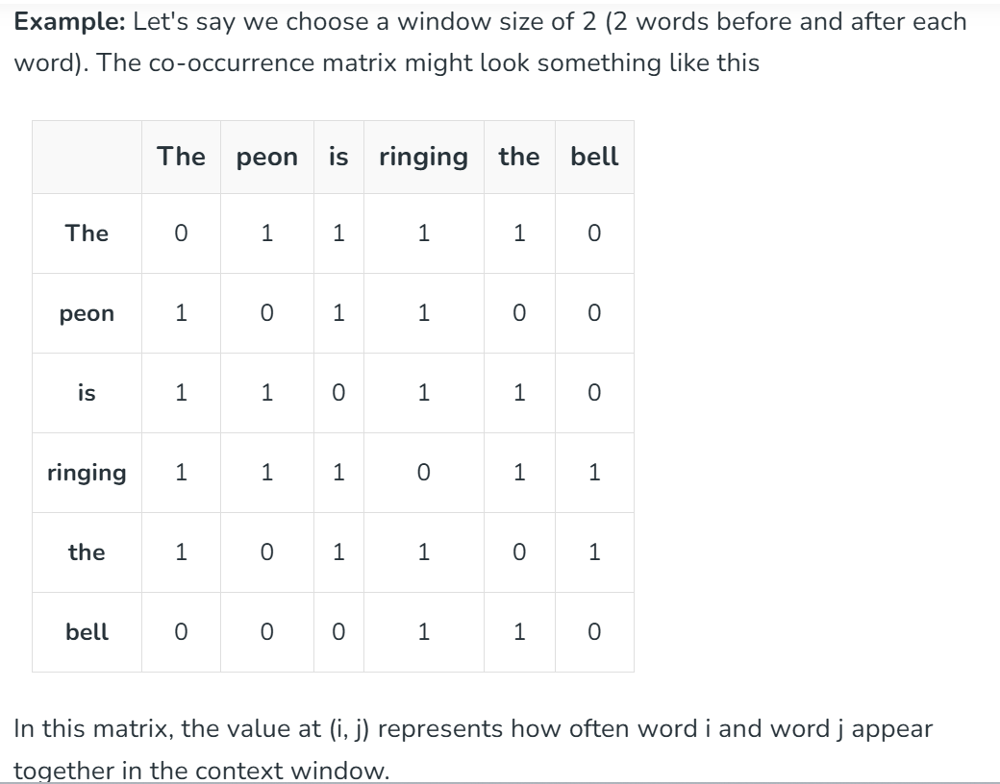 Example: Let's say we choose a window size of 2 (2 words before and after each
word). The co-occurrence matrix might look something like this
The peon is ringing the bell
The 0 1 1 1 1 0
peon 1 0 1 1 0 0
is 1 1 0 1 1 0
ringing 1 1 1 0 1 1
the 1 0 1 1 0 1
bell 0 0 0 1 1 0
In this matrix, the value at (i, j) represents how often word i and word j appear
together in the context window.